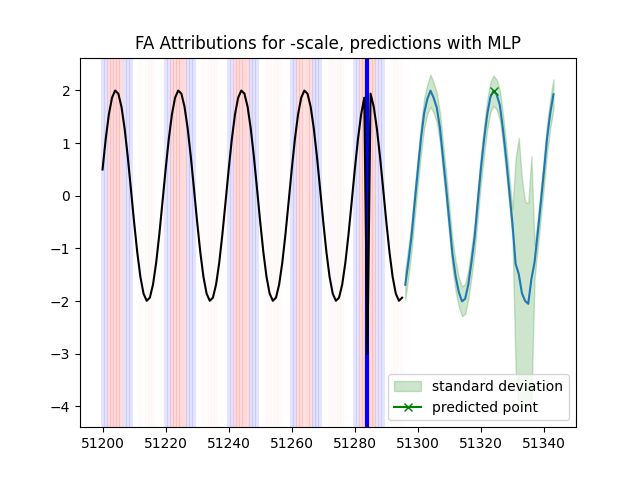 FA Attributions for -scale, predictions with MLP
2
1
0
−1
−2
−3
−4
standard deviation
predicted point
51200 51220 51240 51260 51280 51300 51320 51340